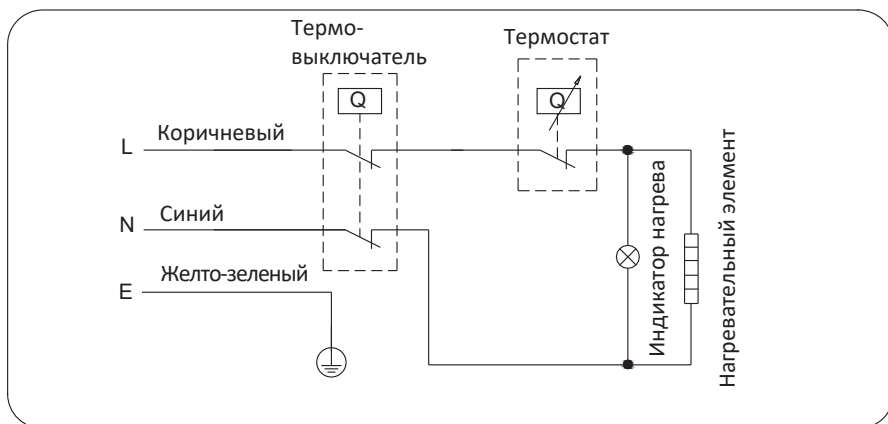 Термо-
выключатель
Термостат
Q
Q
L
Коричневый
N
Синий
E
Желто-зеленый
Индикатор нагрева
Нагревательный элемент